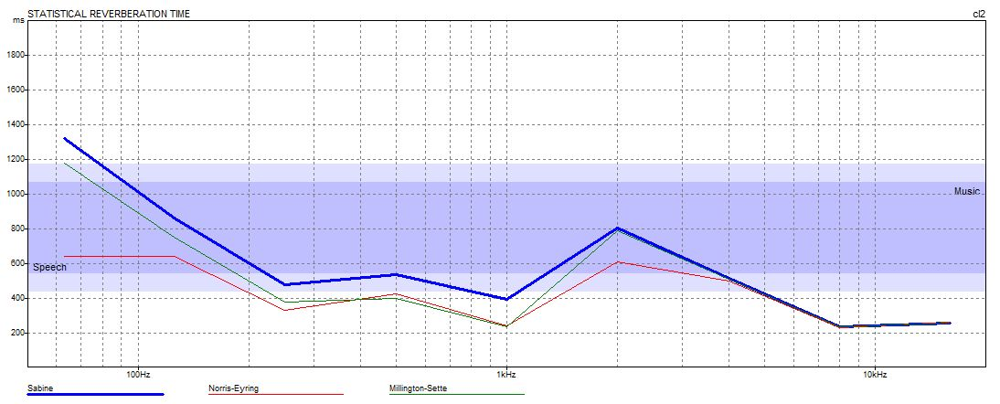 STATISTICAL REVERBERATION TIME
cl2
ms
1800
1600
1400
1200
1000
Music
800
600
Speech
400
200
100Hz 1kHz 10kHz
Sabine Norris-Eyring Millington-Sette